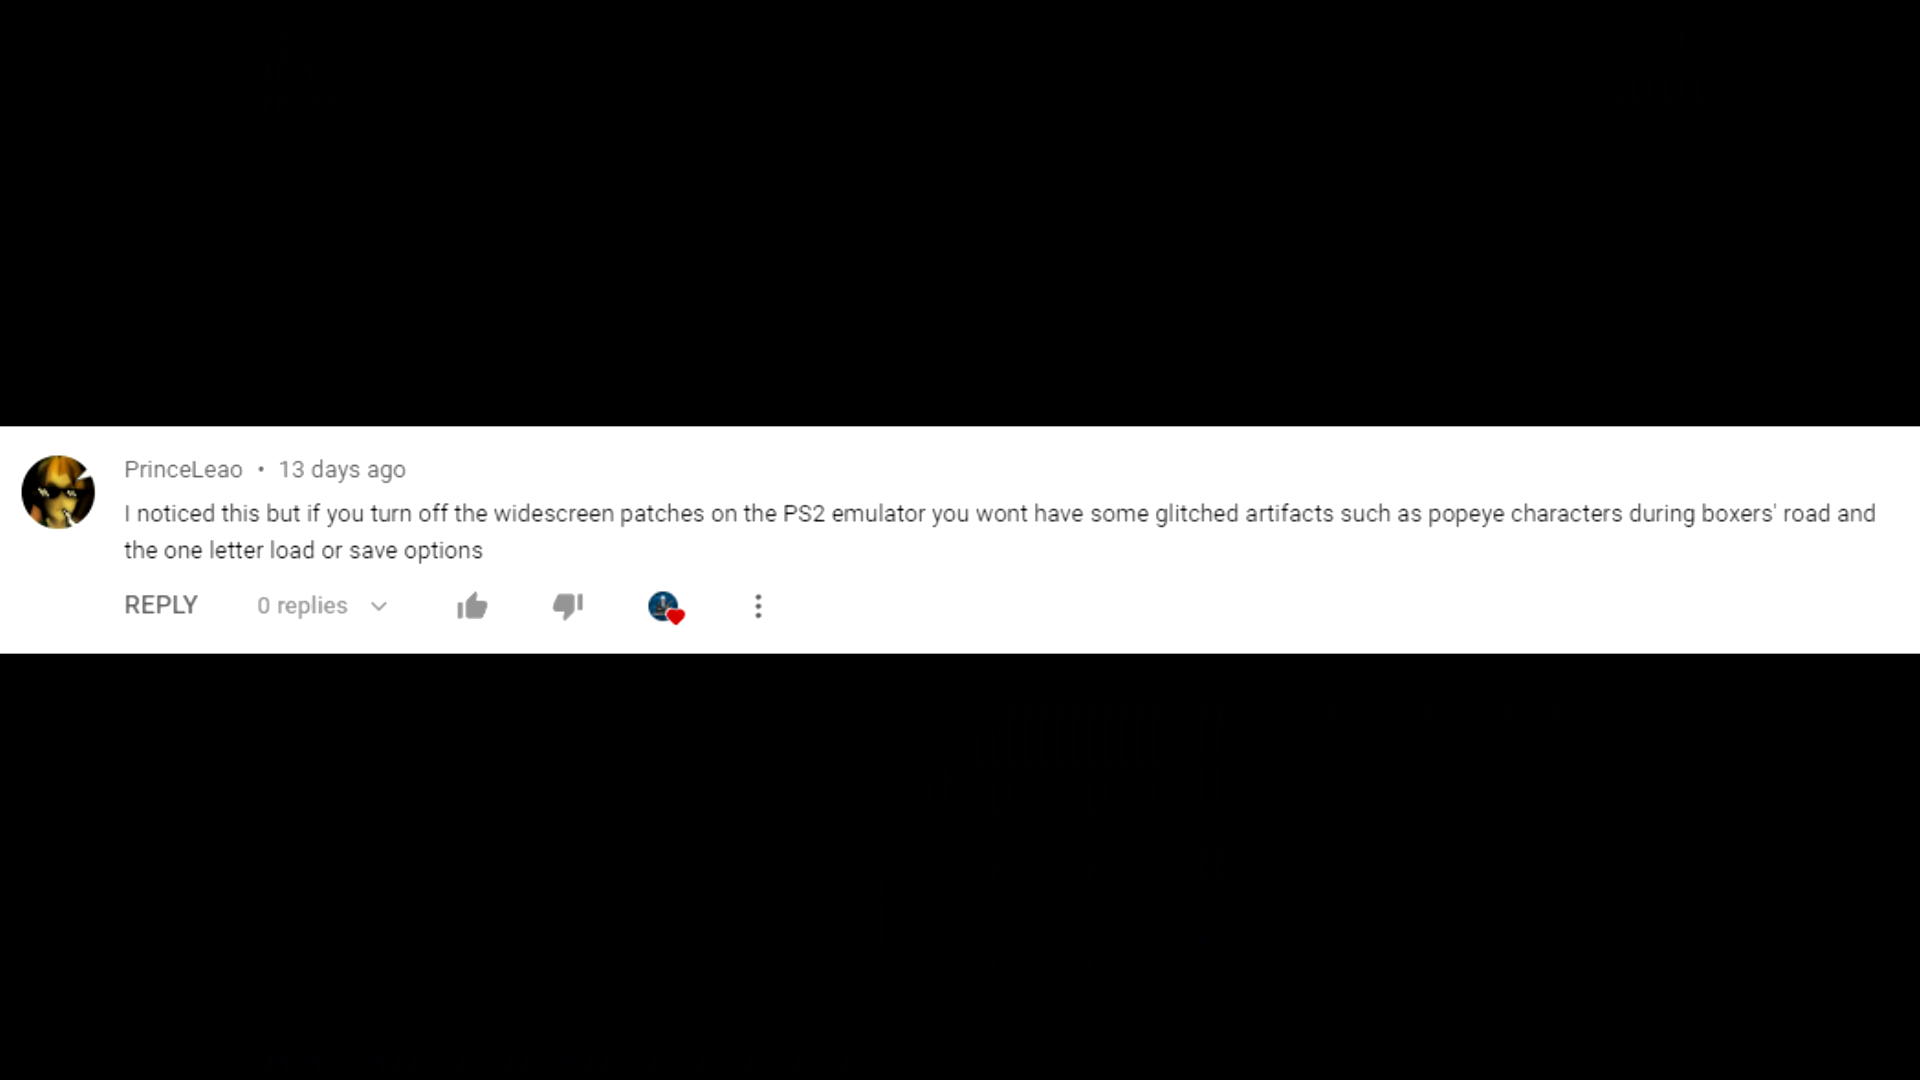 PrinceLeao • 13 days ago
I noticed this but if you turn off the widescreen patches on the PS2 emulator you wont have some glitched artifacts such as popeye characters during boxers' road and
the one letter load or save options
REPLY 0 replies